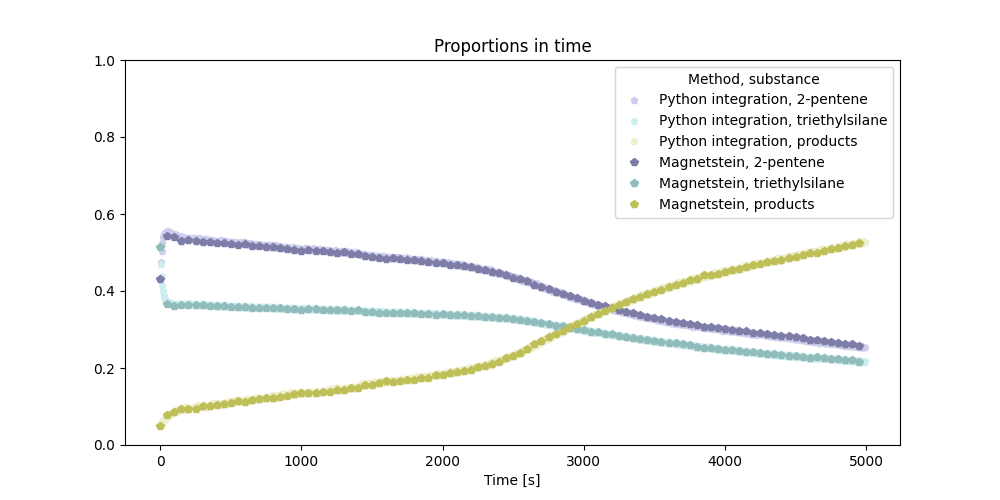 Proportions in time
1.0
0.8
0.6
0.4
0.2
0.0
Method, substance
Python integration, 2-pentene
Python integration, triethylsilane
Python integration, products
Magnetstein, 2-pentene
Magnetstein, triethylsilane
Magnetstein, products
0 1000 2000 3000 4000 5000
Time [s]